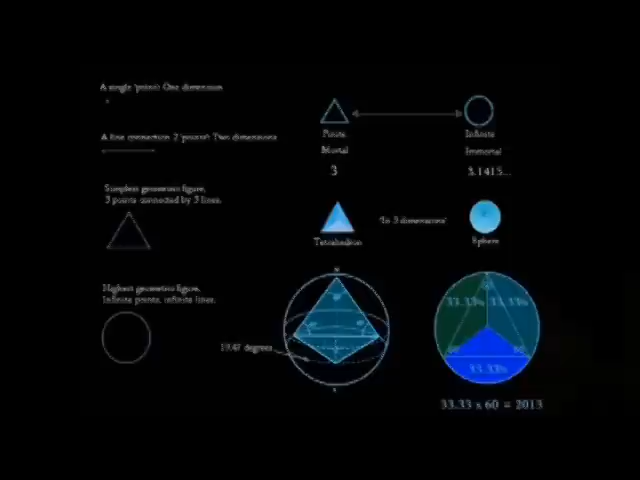 A single 'point': One dimension
A line connection 2 'points': Two dimensions
Simplest geometric figure,
3 points connected by 3 lines.
Highest geometric figure,
Infinite points, infinite lines.
Finite
Mortal
3
Infinite
Immortal
3.1415...
Tetrahedron
'In 3 dimensions'
Sphere
N
19.47 degrees
S
33.33%
33.33%
33.33%
33.33 x 60 = 2013